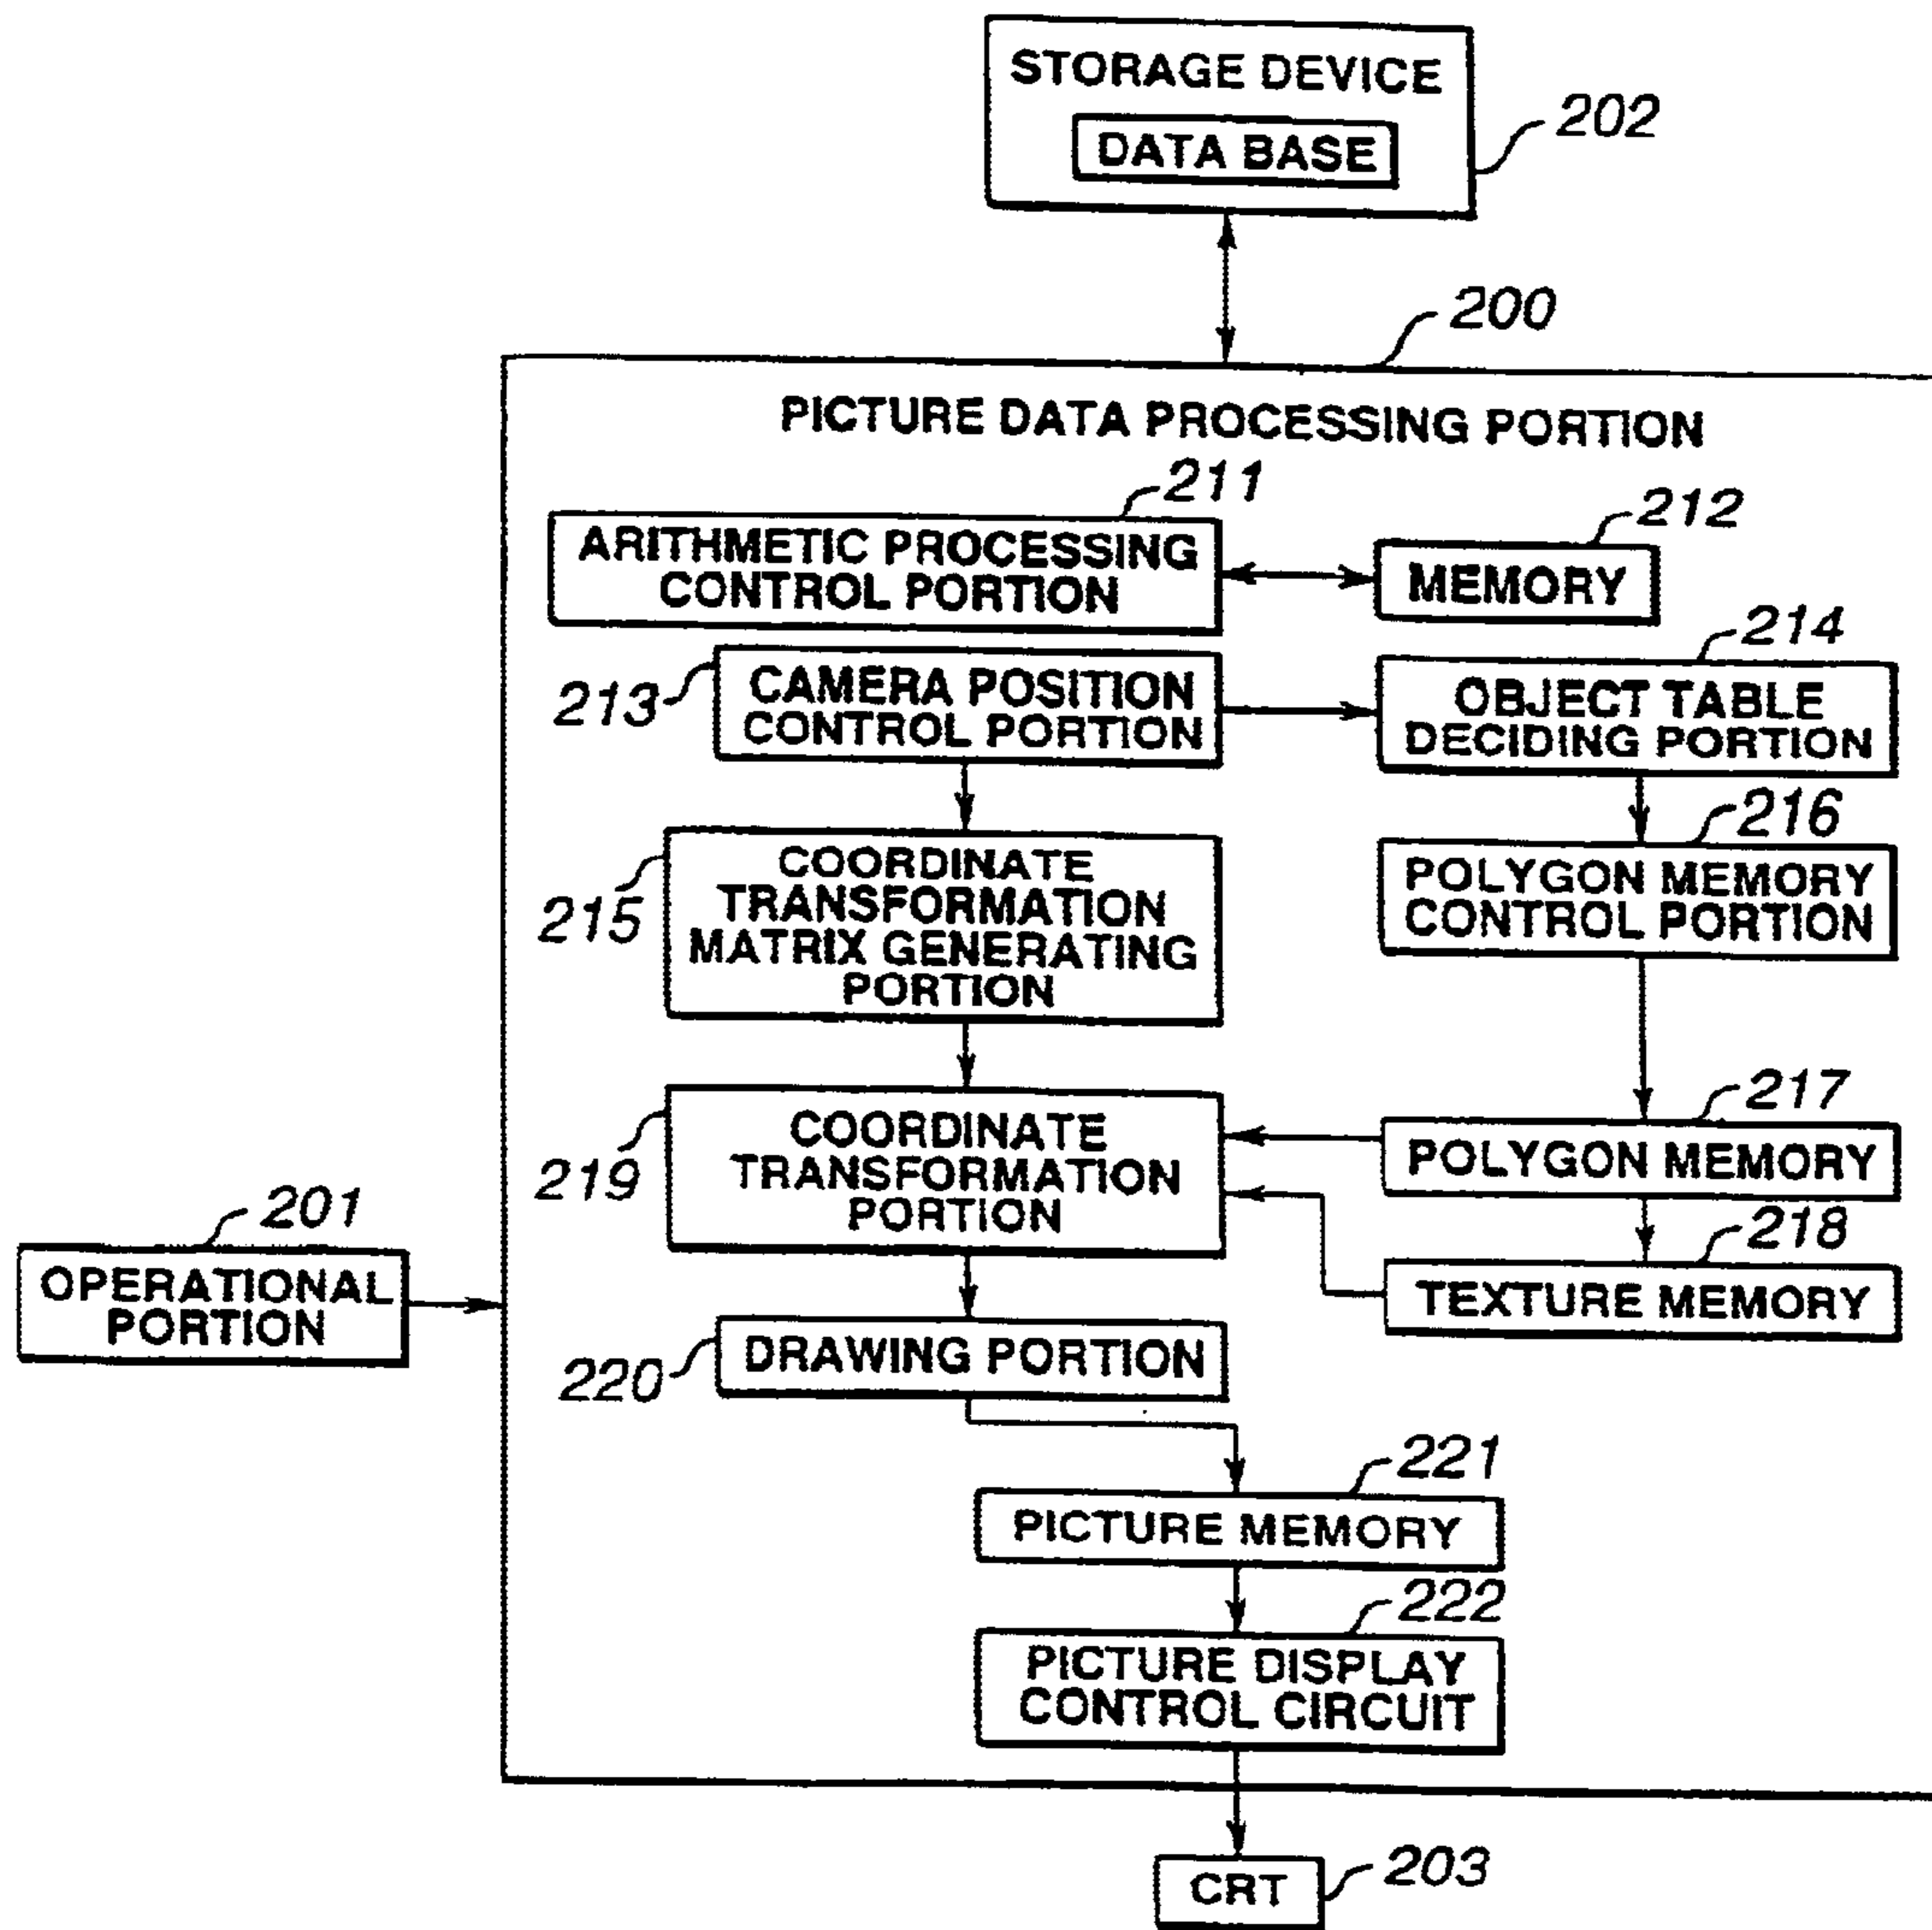 STORAGE DEVICE
DATA BASE
202
200
PICTURE DATA PROCESSING PORTION
211
212
ARITHMETIC PROCESSING
CONTROL PORTION
MEMORY
214
213
CAMERA POSITION
CONTROL PORTION
OBJECT TABLE
DECIDING PORTION
216
215
COORDINATE
TRANSFORMATION
MATRIX GENERATING
PORTION
POLYGON MEMORY
CONTROL PORTION
217
219
COORDINATE
TRANSFORMATION
PORTION
POLYGON MEMORY
201
218
OPERATIONAL
PORTION
TEXTURE MEMORY
220
DRAWING PORTION
221
PICTURE MEMORY
222
PICTURE DISPLAY
CONTROL CIRCUIT
CRT
203